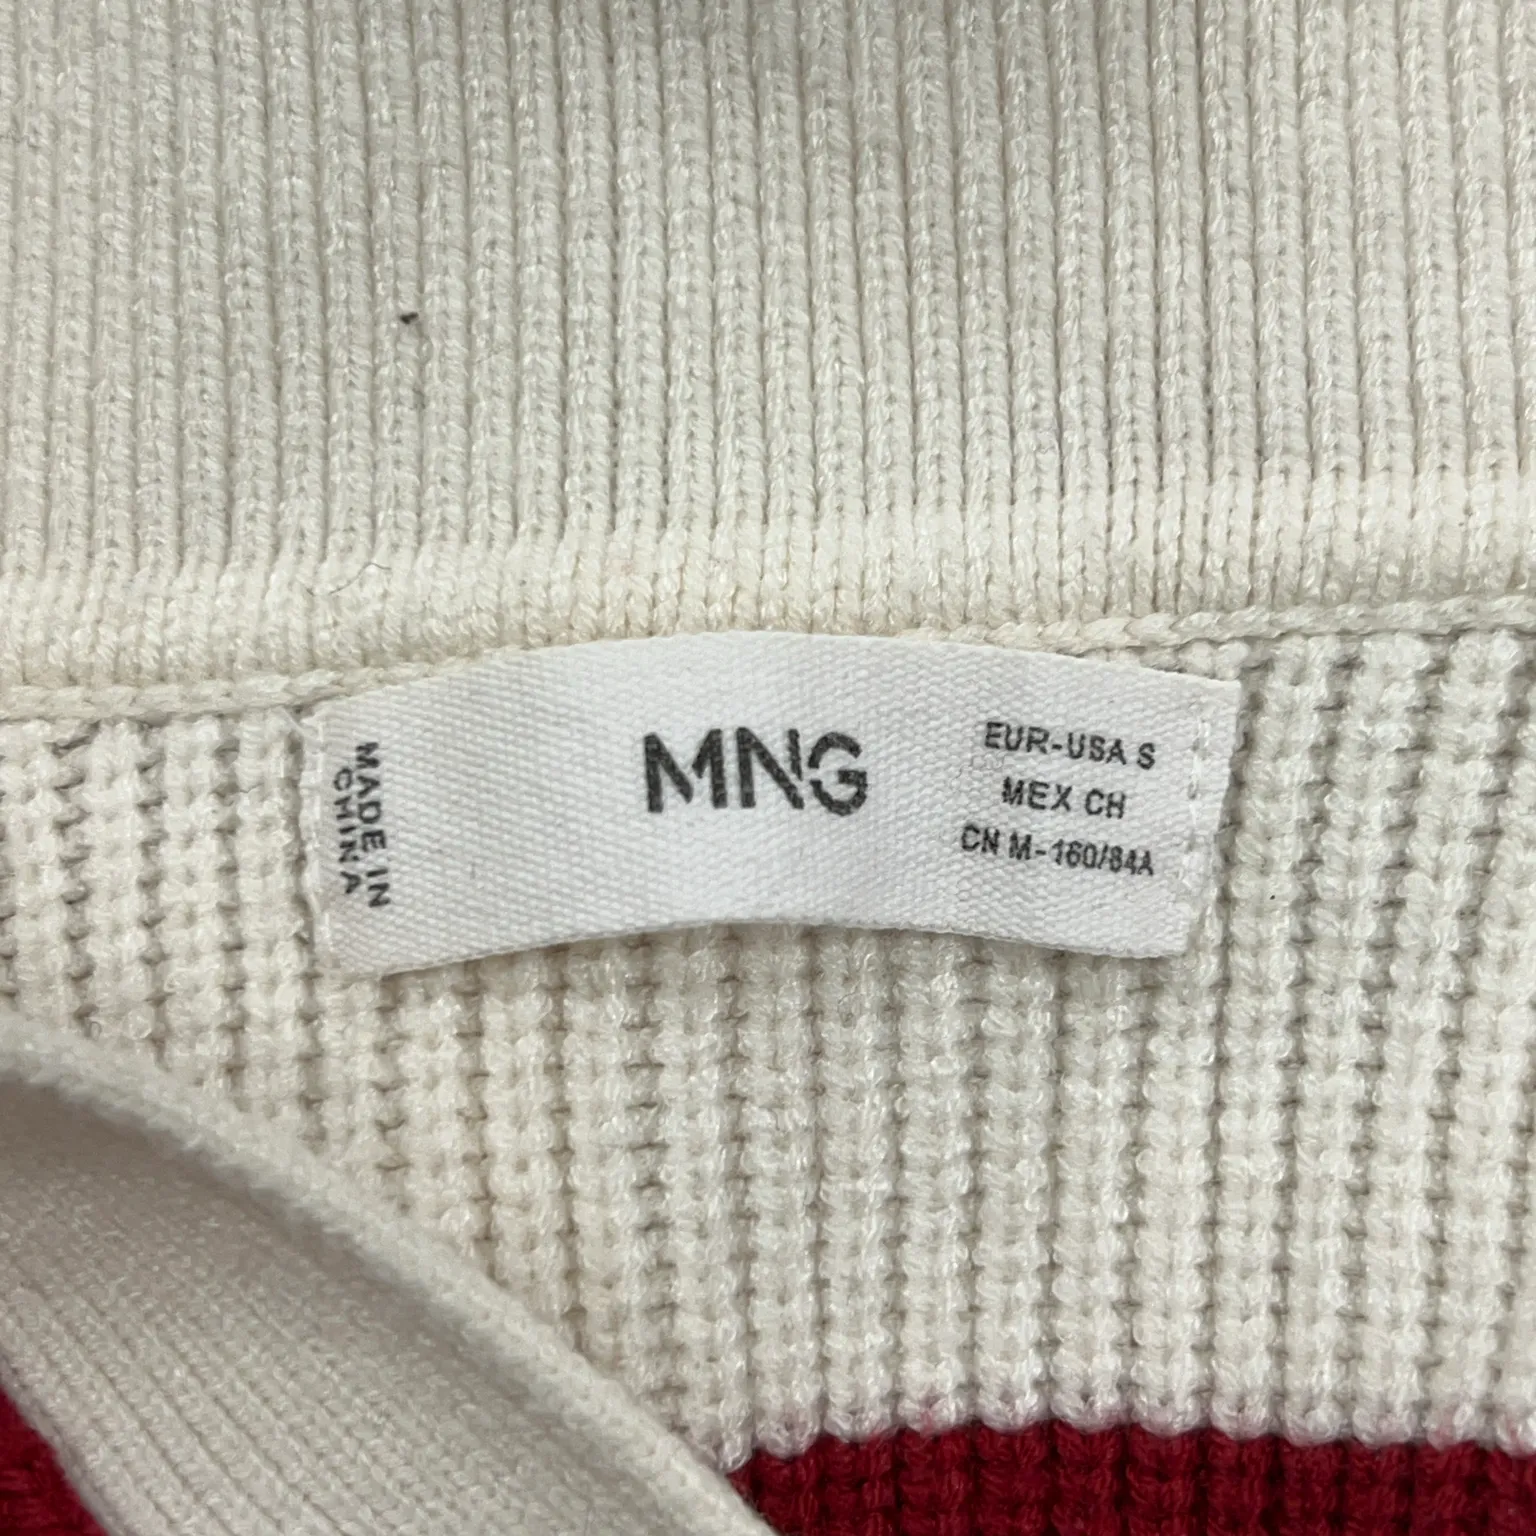 MADE IN
CHINA
MNG
EUR-USA S
MEX CH
CN M-160/84A